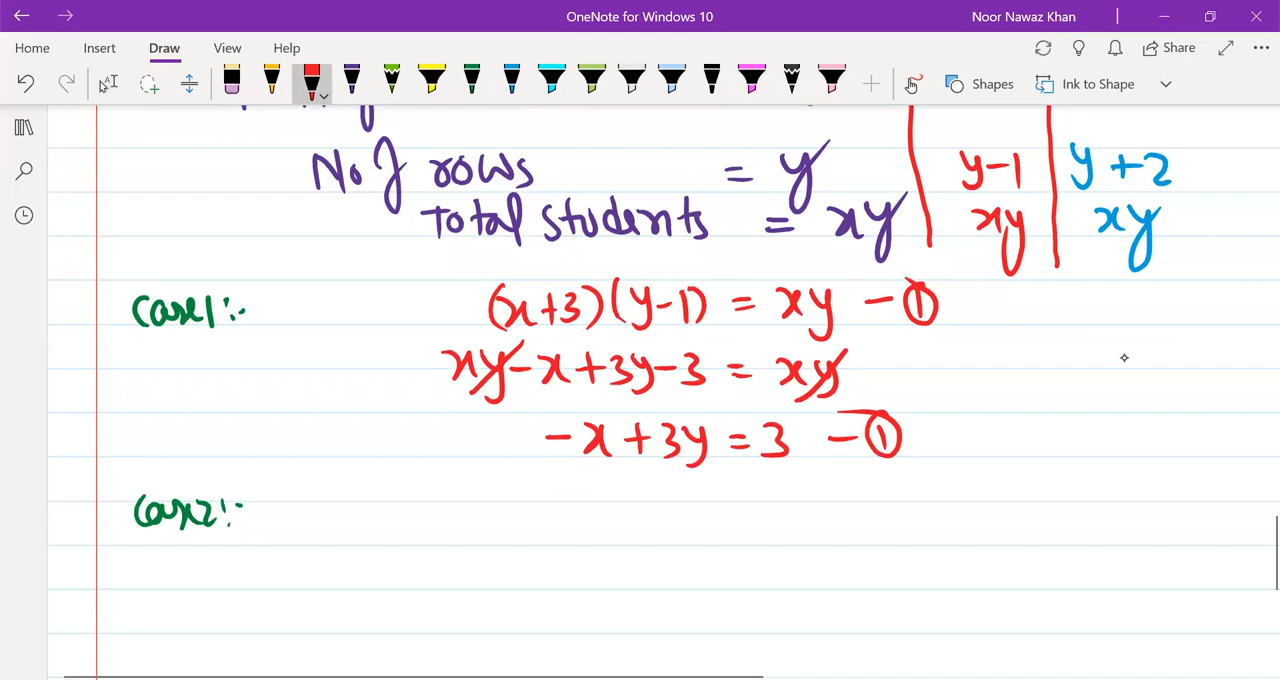 OneNote for Windows 10
Noor Nawaz Khan
Home Insert Draw View Help
Share
Shapes Ink to Shape
No of rows = y y-1 y+2
Total students = xy xy xy
Case1:- (x+3)(y-1) = xy - ①
xy-x+3y-3 = xy
-x+3y=3 - ①
Case2:-